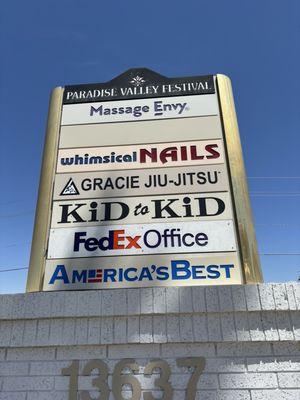 PARADISE VALLEY FESTIVAL
Massage Envy®
whimsical NAILS
GRACIE JIU-JITSU
KiD to KiD
FedEx Office
AMERICA'S BEST
13637